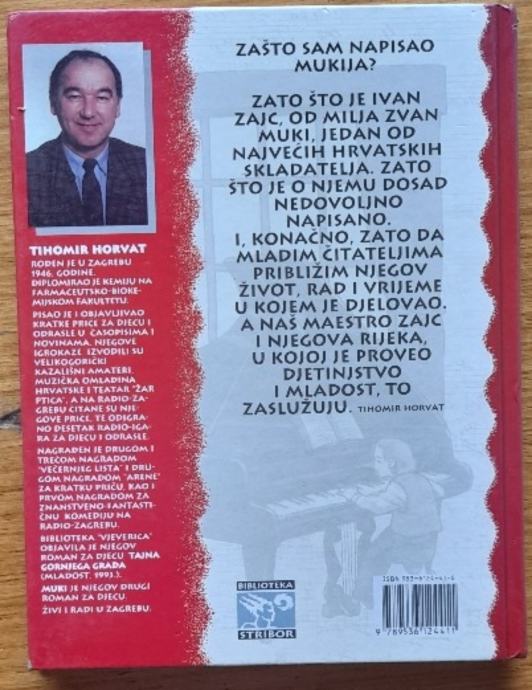 TIHOMIR HORVAT
ROĐEN JE U ZAGREBU
1946. GODINE.
DIPLOMIRAO JE KEMIJU NA
FARMACEUTSKO-BIOKE-
MIJSKOM FAKULTETU.
PISAO JE I OBJAVLJIVAO
KRATKE PRIČE ZA DJECU I
ODRASLE U ČASOPISIMA I
NOVINAMA. NJEGOVE
IGROKAZE IZVODILI SU
VELIKOGORIČKI
KAZALIŠNI AMATERI,
MUZIČKA OMLADINA
HRVATSKE I TEATAR "ŽAR
PTICA", A NA RADIO-ZA-
GREBU ČITANE SU NJE-
GOVE PRIČE, TE ODIGRA-
NO DESETAK RADIO-IGA-
RA ZA DJECU I ODRASLE.
NAGRAĐEN JE DRUGOM I
TREĆOM NAGRADOM
"VEČERNJEG LISTA" I DRU-
GOM NAGRADOM "ARENE"
ZA KRATKU PRIČU, KAO I
PRVOM NAGRADOM ZA
ZNANSTVENO-FANTASTI-
ČNU KOMEDIJU NA
RADIO-ZAGREBU.
BIBLIOTEKA "VJEVERICA"
OBJAVILA JE NJEGOV
ROMAN ZA DJECU TAJNA
GORNJEGA GRADA
(MLADOST, 1993.).
MUKI JE NJEGOV DRUGI
ROMAN ZA DJECU.
ŽIVI I RADI U ZAGREBU.
ZAŠTO SAM NAPISAO
MUKIJA?
ZATO ŠTO JE IVAN
ZAJC, OD MILJA ZVAN
MUKI, JEDAN OD
NAJVEĆIH HRVATSKIH
SKLADATELJA. ZATO
ŠTO JE O NJEMU DOSAD
NEDOVOLJNO
NAPISANO.
I, KONAČNO, ZATO DA
MLADIM ČITATELJIMA
PRIBLIŽIM NJEGOV
ŽIVOT, RAD I VRIJEME
U KOJEM JE DJELOVAO.
A NAŠ MAESTRO ZAJC
I NJEGOVA RIJEKA,
U KOJOJ JE PROVEO
DJETINJSTVO
I MLADOST, TO
ZASLUŽUJU. TIHOMIR HORVAT
BIBLIOTEKA
STRIBOR
ISBN
9 789536 124411